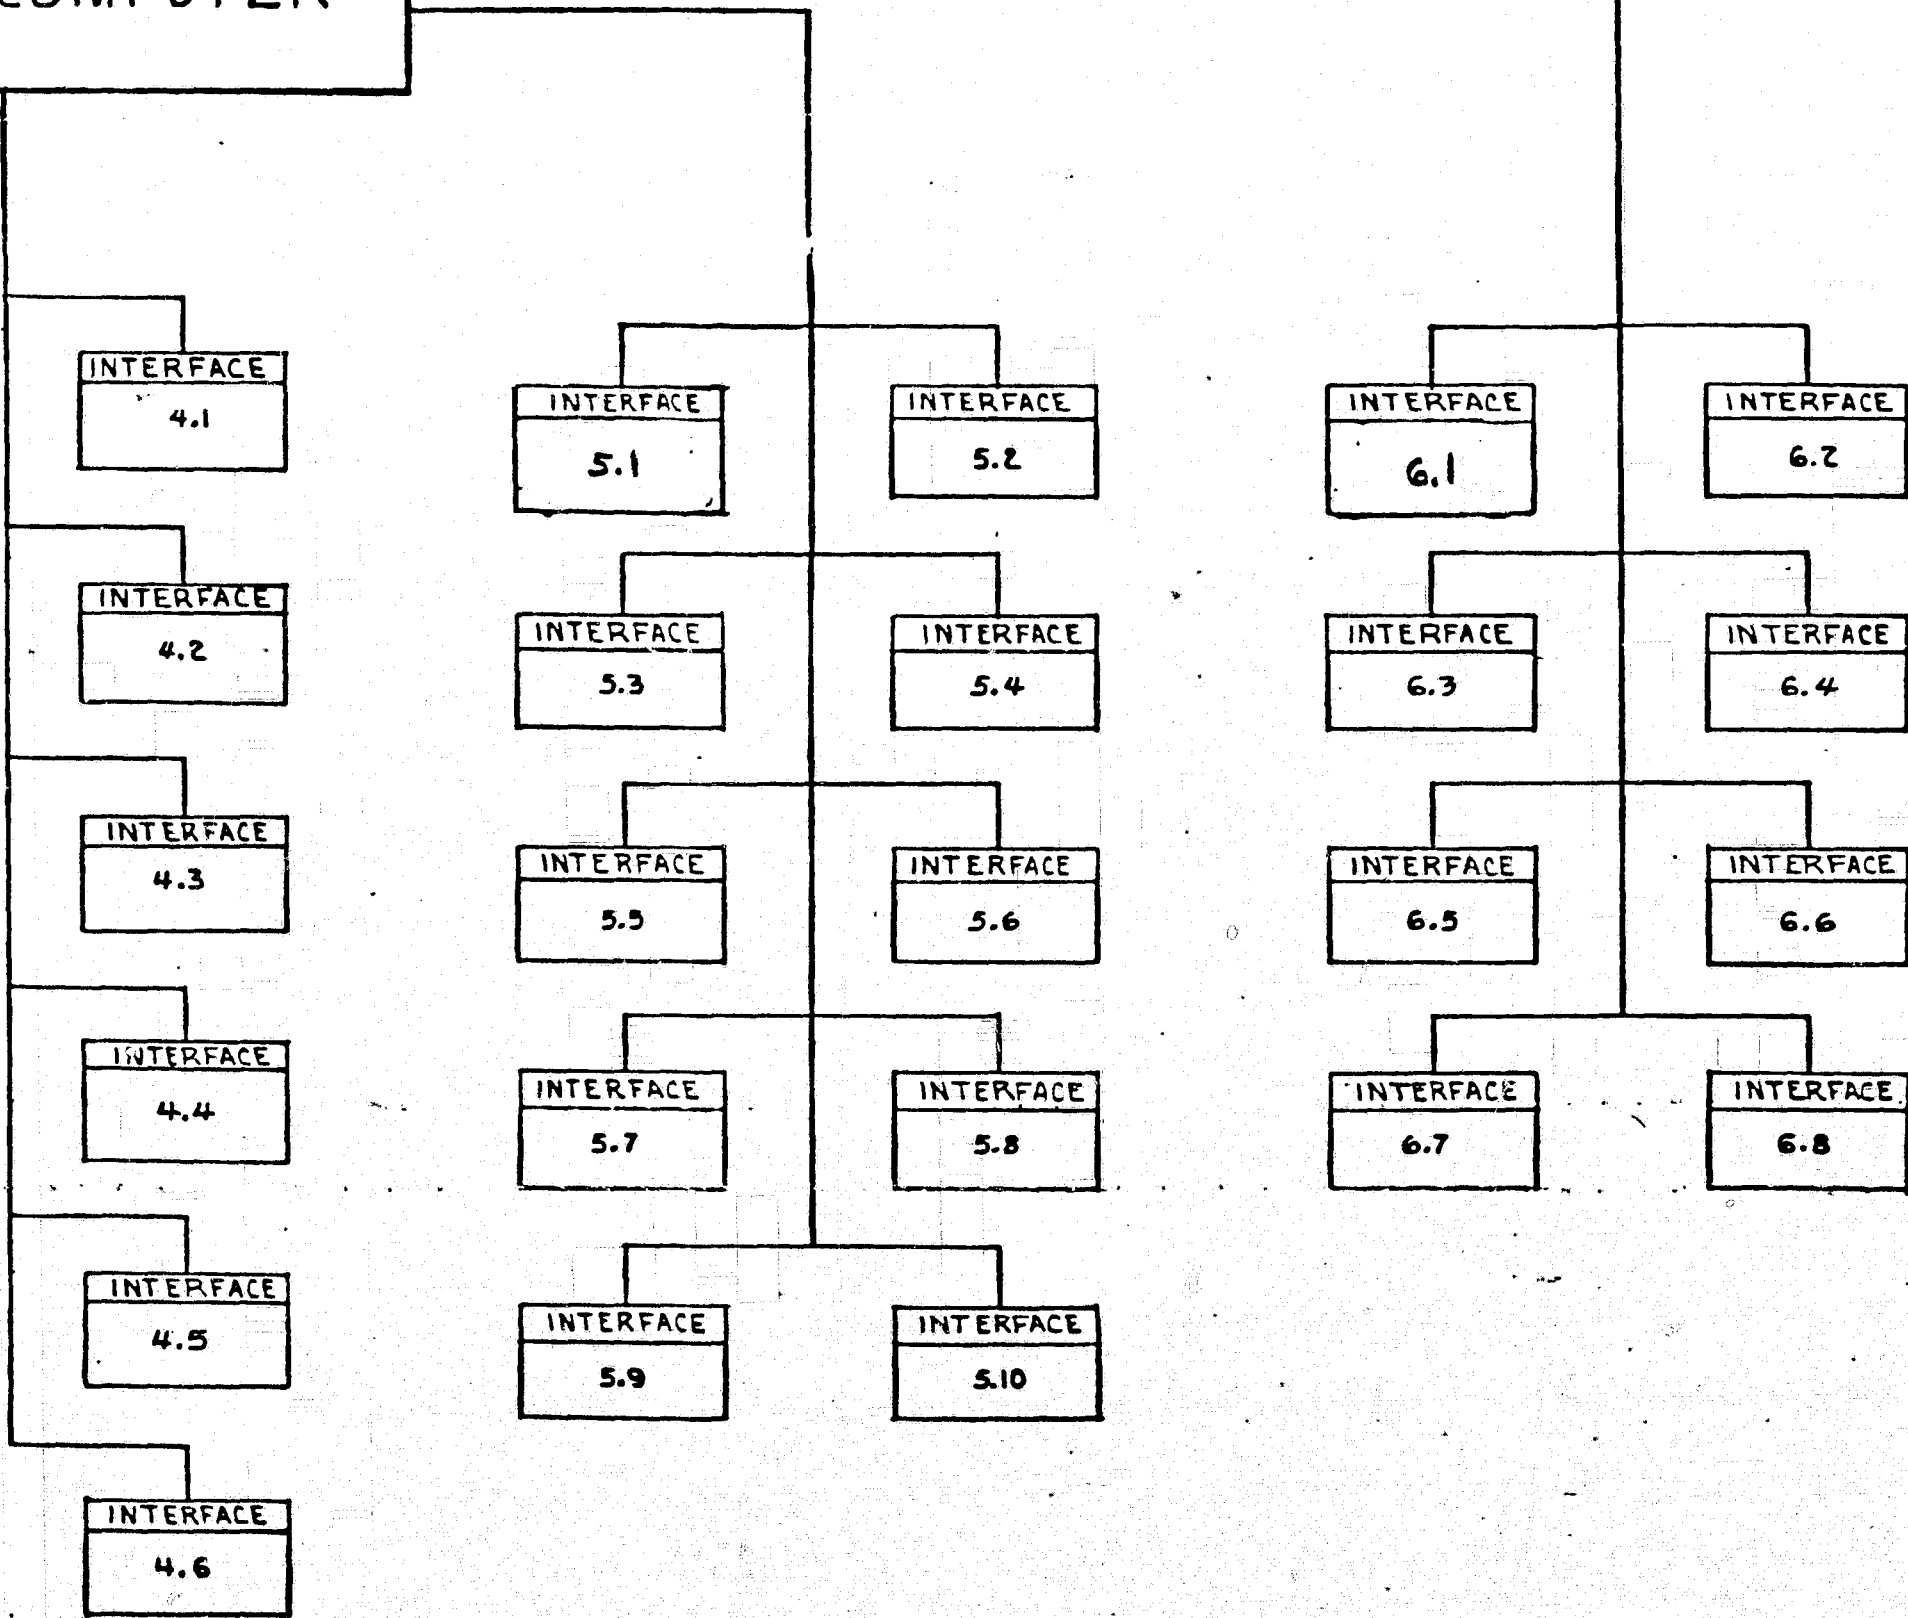 COMPUTER
INTERFACE
4.1
INTERFACE
4.2
INTERFACE
4.3
INTERFACE
4.4
INTERFACE
4.5
INTERFACE
4.6
INTERFACE
5.1
INTERFACE
5.2
INTERFACE
5.3
INTERFACE
5.4
INTERFACE
5.5
INTERFACE
5.6
INTERFACE
5.7
INTERFACE
5.8
INTERFACE
5.9
INTERFACE
5.10
INTERFACE
6.1
INTERFACE
6.2
INTERFACE
6.3
INTERFACE
6.4
INTERFACE
6.5
INTERFACE
6.6
INTERFACE
6.7
INTERFACE
6.8